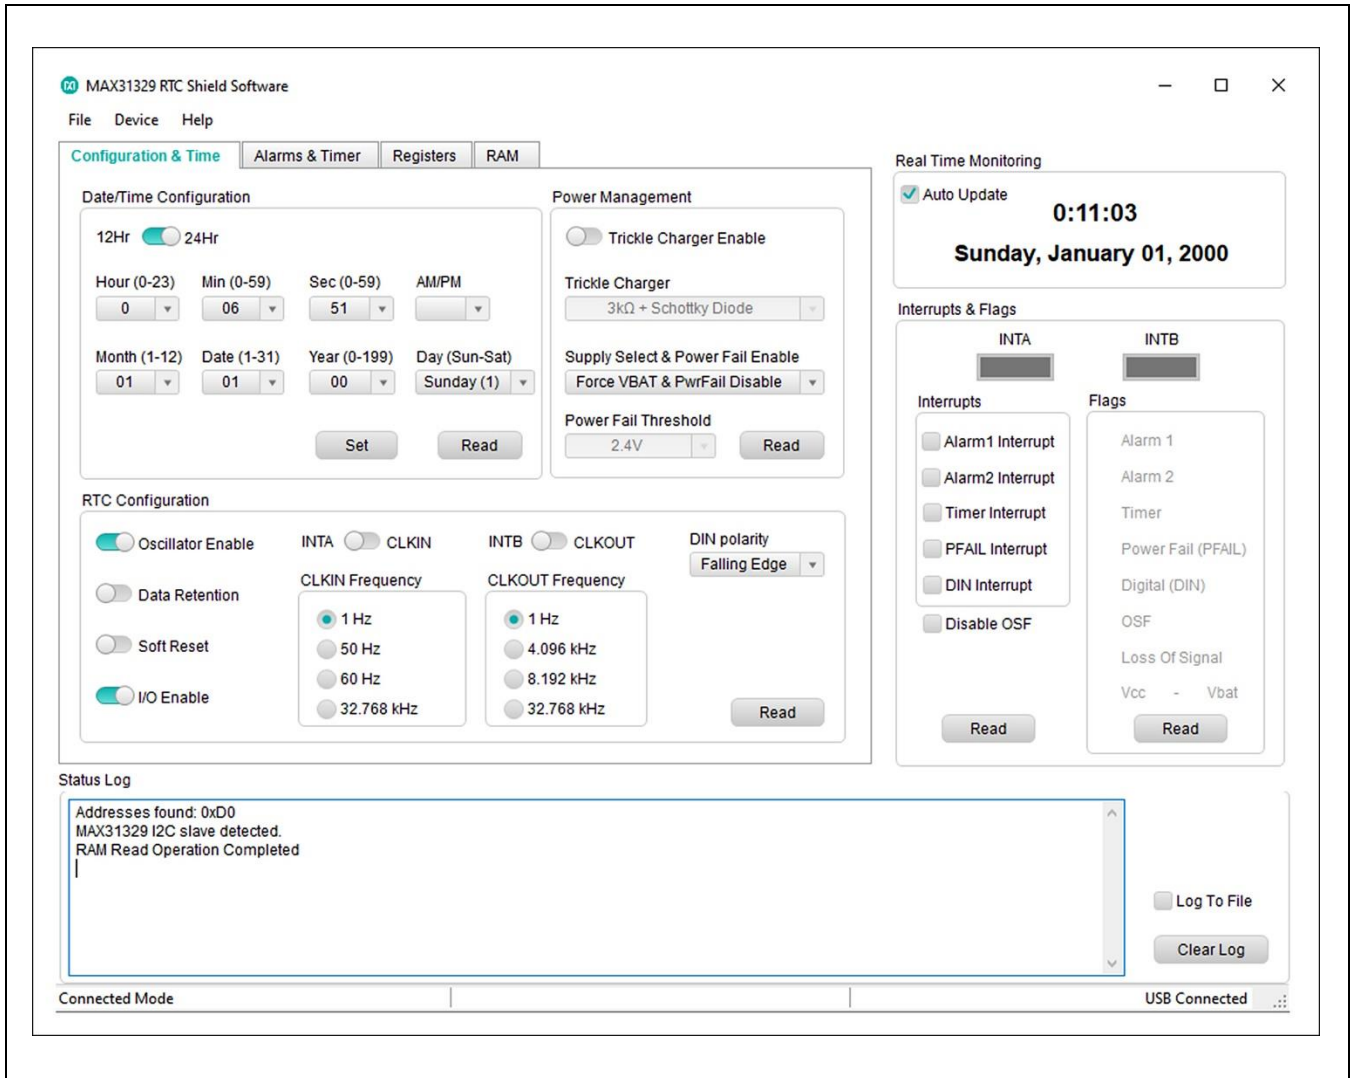 MAX31329 RTC Shield Software
File Device Help
Configuration & Time Alarms & Timer Registers RAM
Date/Time Configuration
12Hr 24Hr
Hour (0-23) Min (0-59) Sec (0-59) AM/PM
0 06 51
Month (1-12) Date (1-31) Year (0-199) Day (Sun-Sat)
01 01 00 Sunday (1)
Set Read
Power Management
Trickle Charger Enable
Trickle Charger
3kΩ + Schottky Diode
Supply Select & Power Fail Enable
Force VBAT & PwrFail Disable
Power Fail Threshold
2.4V Read
RTC Configuration
Oscillator Enable
Data Retention
Soft Reset
I/O Enable
INTA CLKIN
CLKIN Frequency
1 Hz
50 Hz
60 Hz
32.768 kHz
INTB CLKOUT
CLKOUT Frequency
1 Hz
4.096 kHz
8.192 kHz
32.768 kHz
DIN polarity
Falling Edge
Read
Real Time Monitoring
Auto Update
0:11:03
Sunday, January 01, 2000
Interrupts & Flags
INTA INTB
Interrupts
Alarm1 Interrupt
Alarm2 Interrupt
Timer Interrupt
PFAIL Interrupt
DIN Interrupt
Disable OSF
Read
Flags
Alarm 1
Alarm 2
Timer
Power Fail (PFAIL)
Digital (DIN)
OSF
Loss Of Signal
Vcc - Vbat
Read
Status Log
Addresses found: 0xD0
MAX31329 I2C slave detected.
RAM Read Operation Completed
Log To File
Clear Log
Connected Mode USB Connected